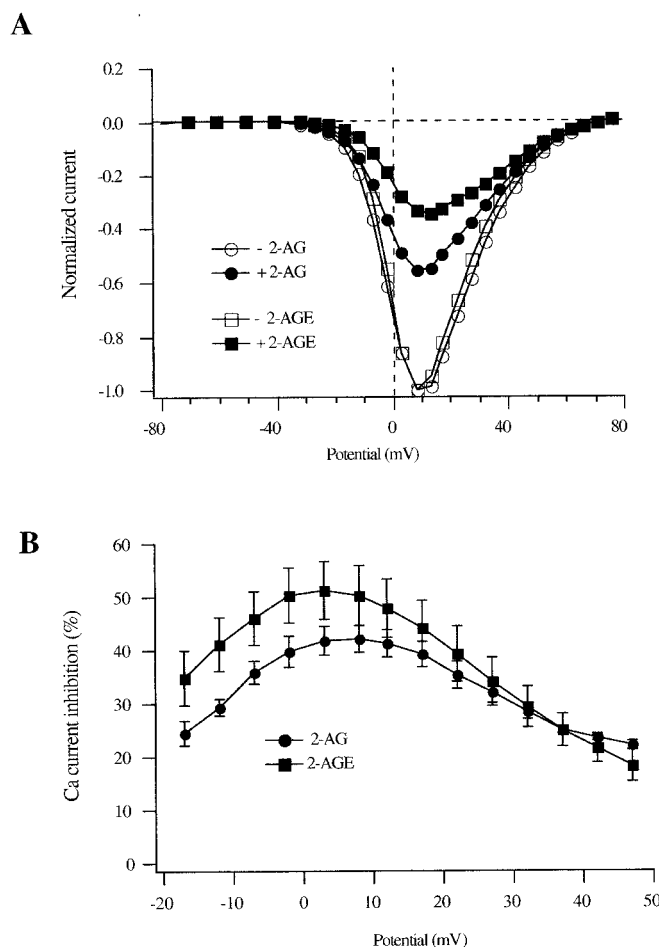 A
0.2
0.0
-0.2
-0.4
-0.6
-0.8
-1.0
Normalized current
- 2-AG
+ 2-AG
- 2-AGE
+ 2-AGE
-80 -40 0 40 80
Potential (mV)
B
60
50
40
30
20
10
0
Ca current inhibition (%)
2-AG
2-AGE
-20 -10 0 10 20 30 40 50
Potential (mV)